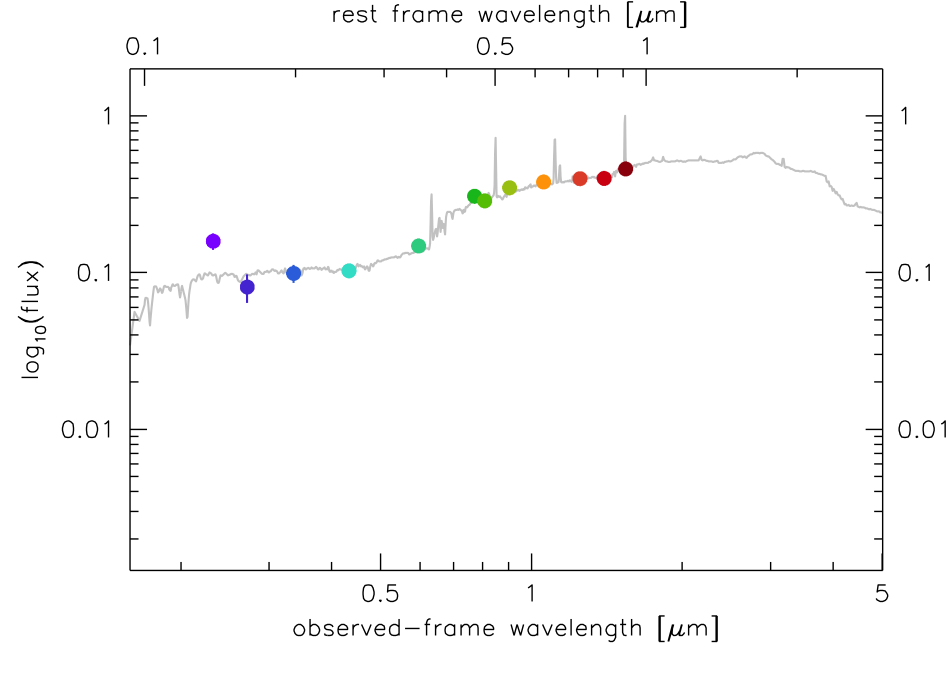 rest frame wavelength [μm]
0.1 0.5 1
1 1
0.1 0.1
0.01 0.01
log10(flux)
0.5 1 5
observed-frame wavelength [μm]